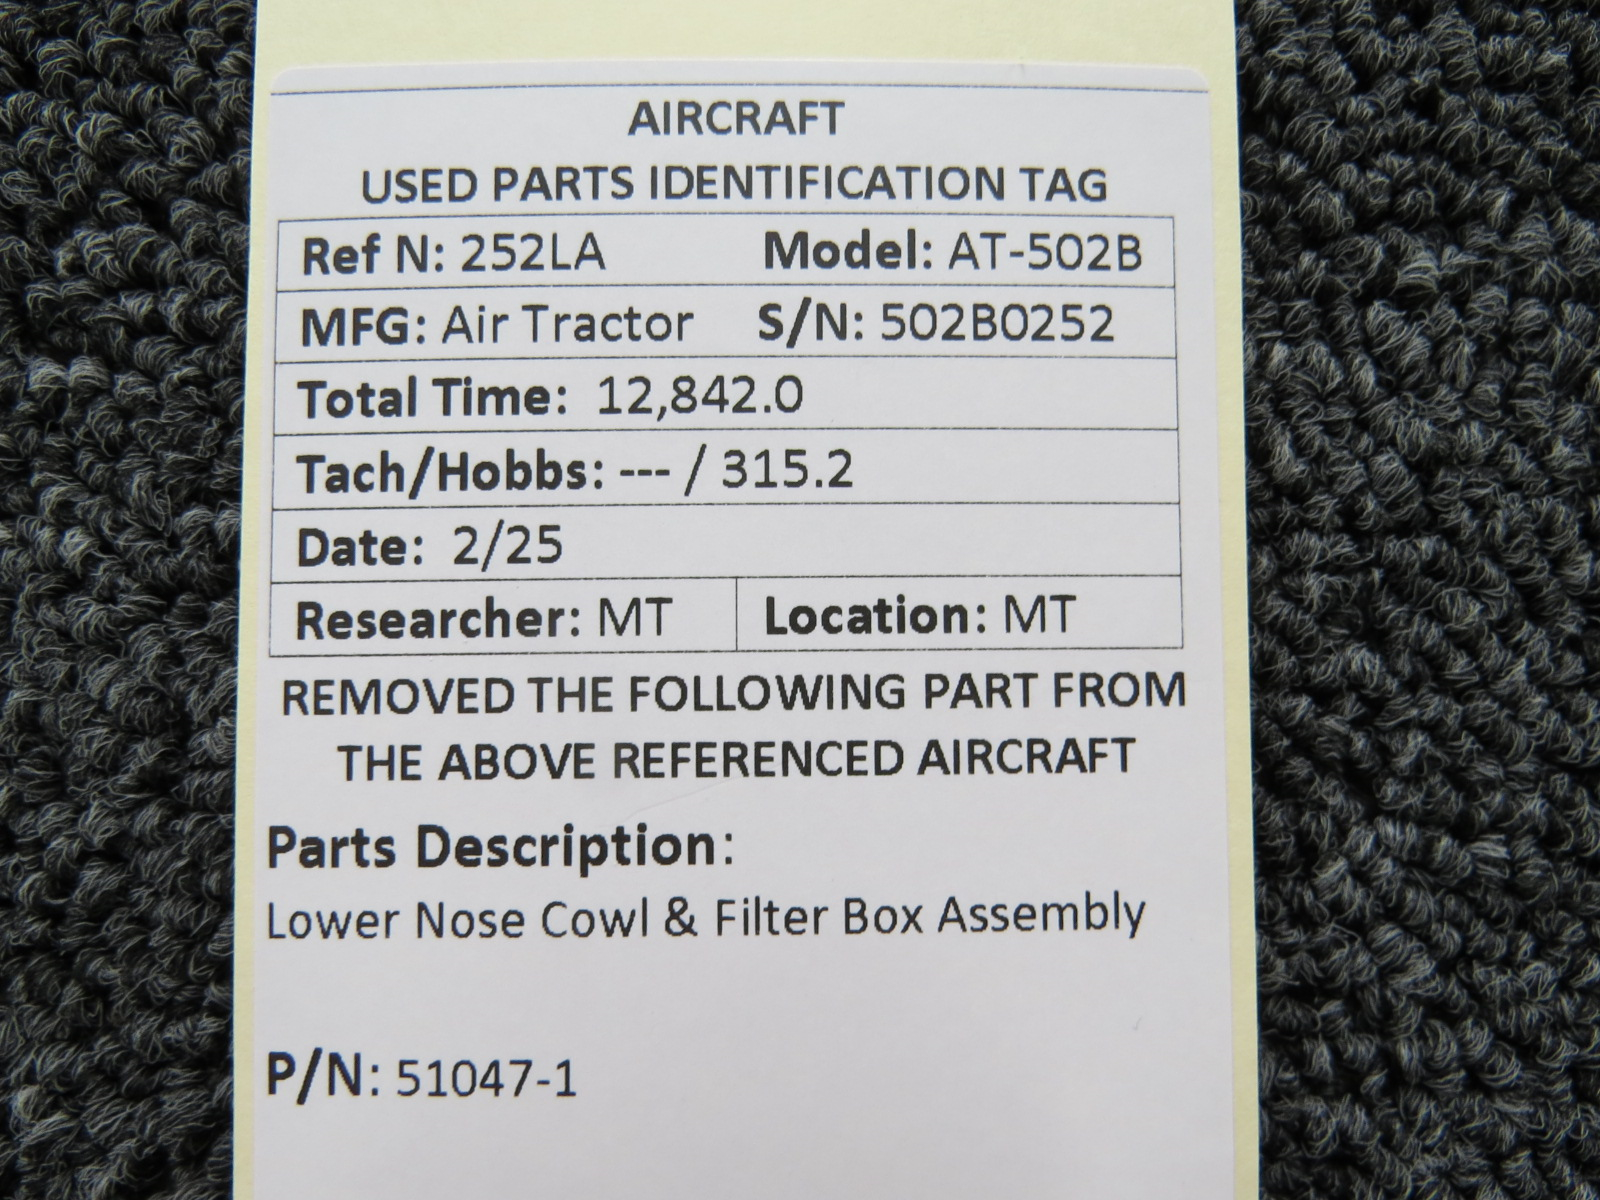 AIRCRAFT
USED PARTS IDENTIFICATION TAG
Ref N: 252LA Model: AT-502B
MFG: Air Tractor S/N: 502B0252
Total Time: 12,842.0
Tach/Hobbs: --- / 315.2
Date: 2/25
Researcher: MT Location: MT
REMOVED THE FOLLOWING PART FROM
THE ABOVE REFERENCED AIRCRAFT
Parts Description:
Lower Nose Cowl & Filter Box Assembly
P/N: 51047-1